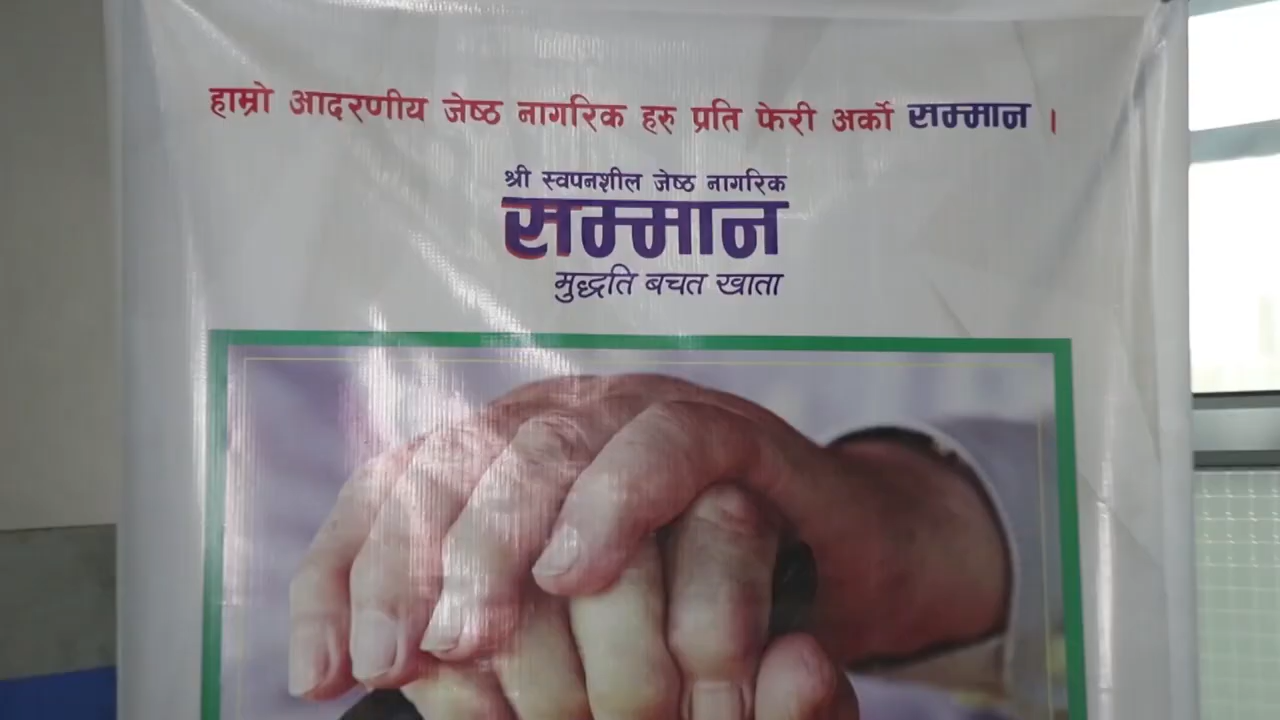 हाम्रो आदरणीय जेष्ठ नागरिक हरु प्रति फेरी अर्को सम्मान ।
श्री स्वपनशील जेष्ठ नागरिक
सम्मान
मुद्धति बचत खाता